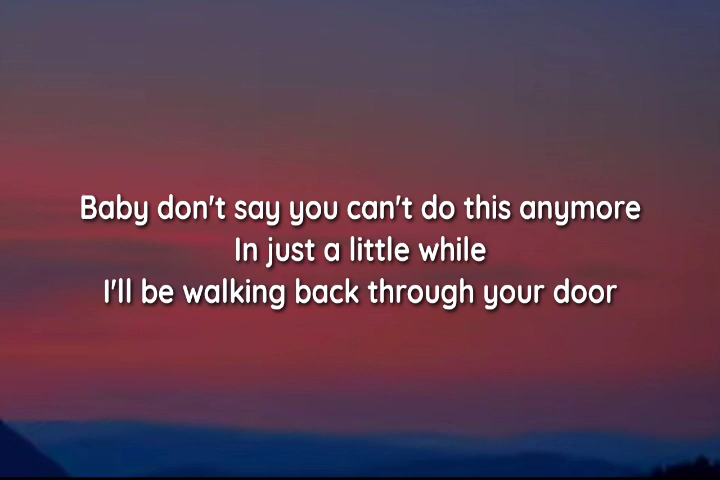 Baby don't say you can't do this anymore
In just a little while
I'll be walking back through your door